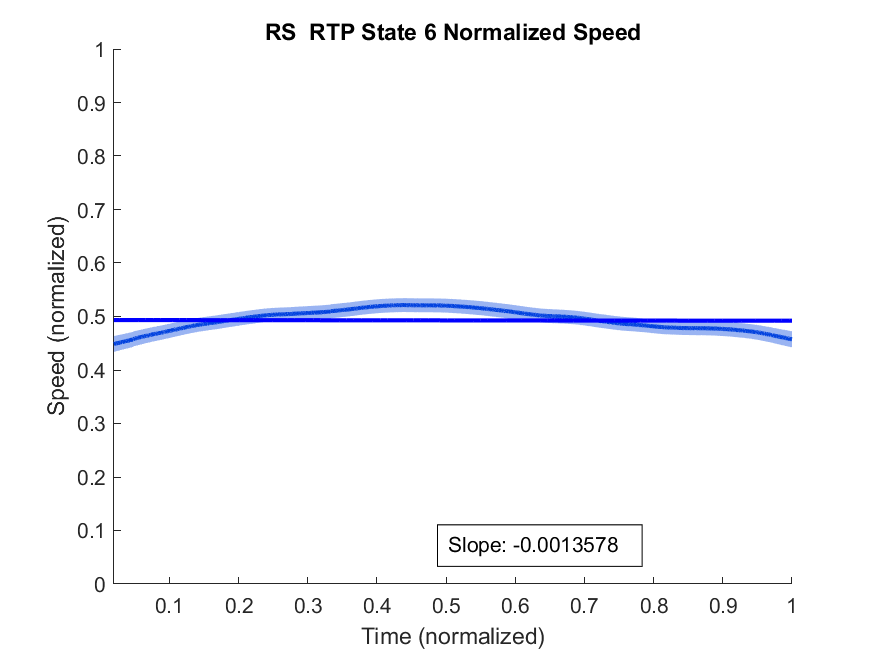 RS  RTP State 6 Normalized Speed
1
0.9
0.8
0.7
0.6
0.5
0.4
0.3
0.2
0.1
0
Speed (normalized)
Slope: -0.0013578
0.1 0.2 0.3 0.4 0.5 0.6 0.7 0.8 0.9 1
Time (normalized)